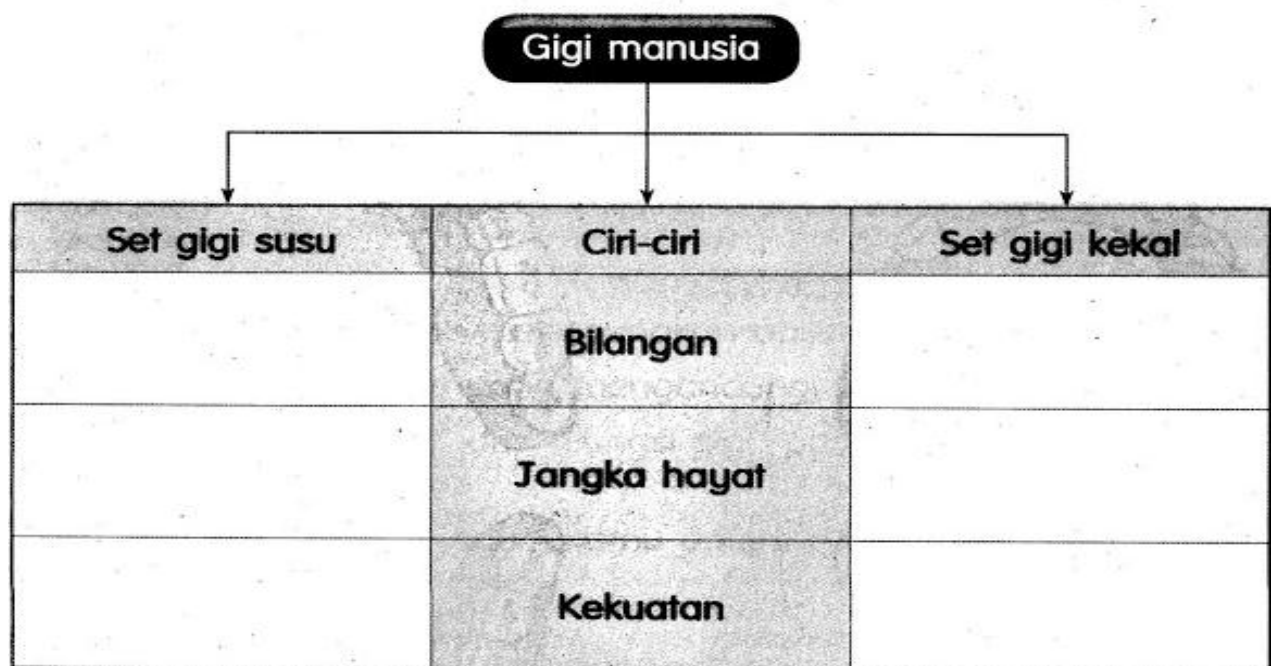 Gigi manusia
Set gigi susu
Ciri-ciri
Set gigi kekal
Bilangan
Jangka hayat
Kekuatan